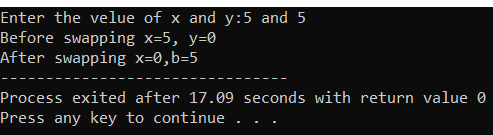 Enter the velue of x and y:5 and 5
Before swapping x=5, y=0
After swapping x=0,b=5
--------------------------------
Process exited after 17.09 seconds with return value 0
Press any key to continue . . .